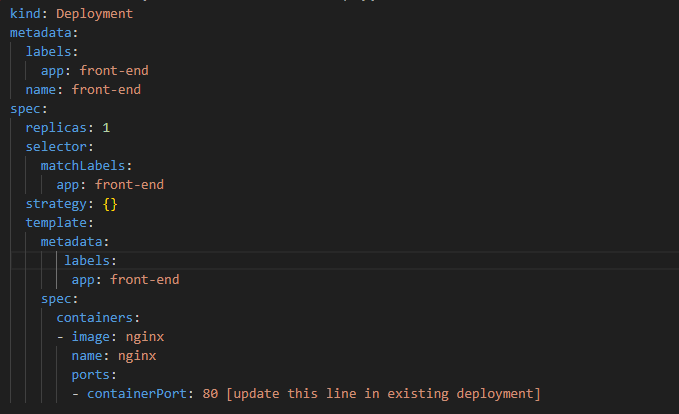 kind: Deployment
metadata:
  labels:
    app: front-end
  name: front-end
spec:
  replicas: 1
  selector:
    matchLabels:
      app: front-end
  strategy: {}
  template:
    metadata:
       labels:
        app: front-end
    spec:
      containers:
      - image: nginx
        name: nginx
        ports:
        - containerPort: 80 [update this line in existing deployment]